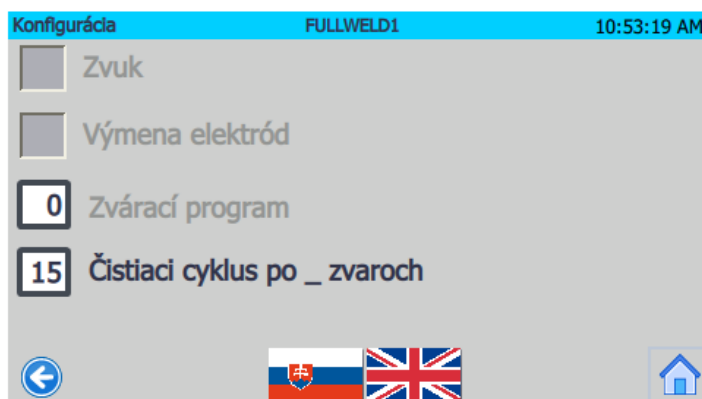 Konfigurácia FULLWELD1 10:53:19 AM
Zvuk
Výmena elektród
0 Zvárací program
15 Čistiaci cyklus po _ zvaroch